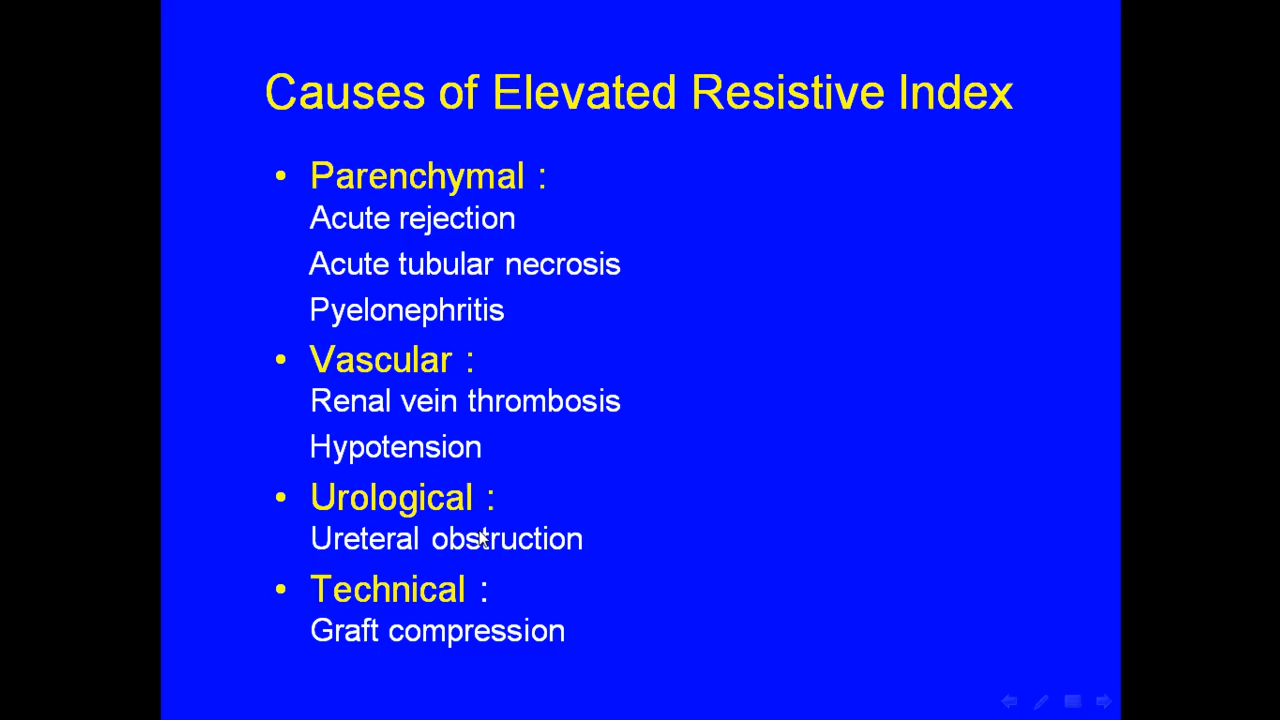 Causes of Elevated Resistive Index
• Parenchymal :
Acute rejection
Acute tubular necrosis
Pyelonephritis
• Vascular :
Renal vein thrombosis
Hypotension
• Urological :
Ureteral obstruction
• Technical :
Graft compression